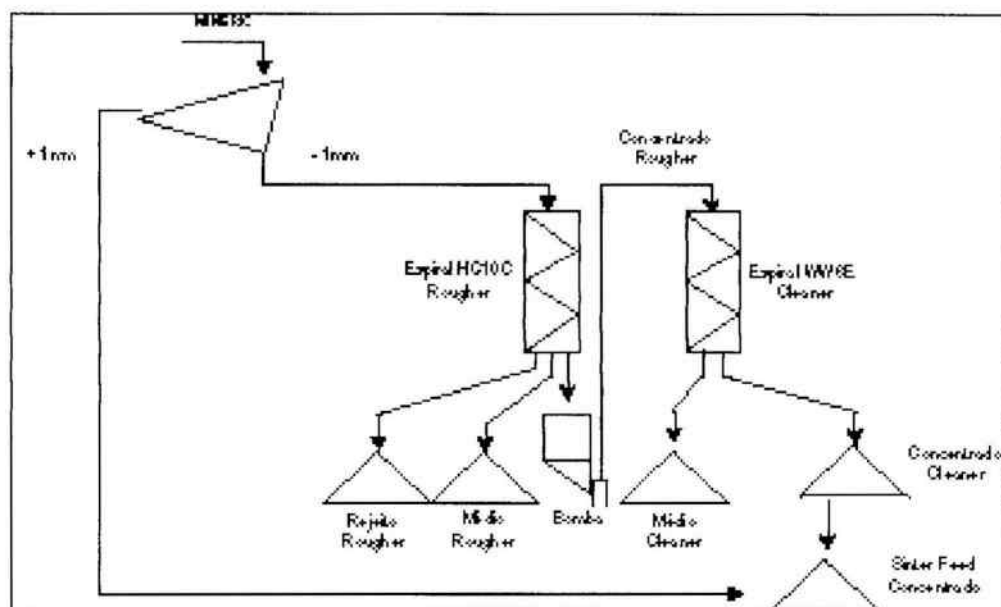 + 1mm
- 1mm
Concentrado
Rougher
Espiral HG10C
Rougher
Espiral WW6E
Cleaner
Rejeito
Rougher
Médio
Rougher
Bomba
Médio
Cleaner
Concentrado
Cleaner
Sinter Feed
Concentrado